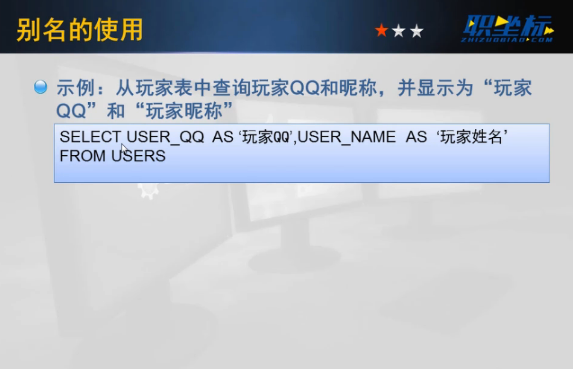 别名的使用
职坐标
ZHIZUOBIAO.COM
示例：从玩家表中查询玩家QQ和昵称，并显示为“玩家
QQ”和“玩家昵称”
SELECT USER_QQ AS ‘玩家QQ’,USER_NAME AS ‘玩家姓名’
FROM USERS